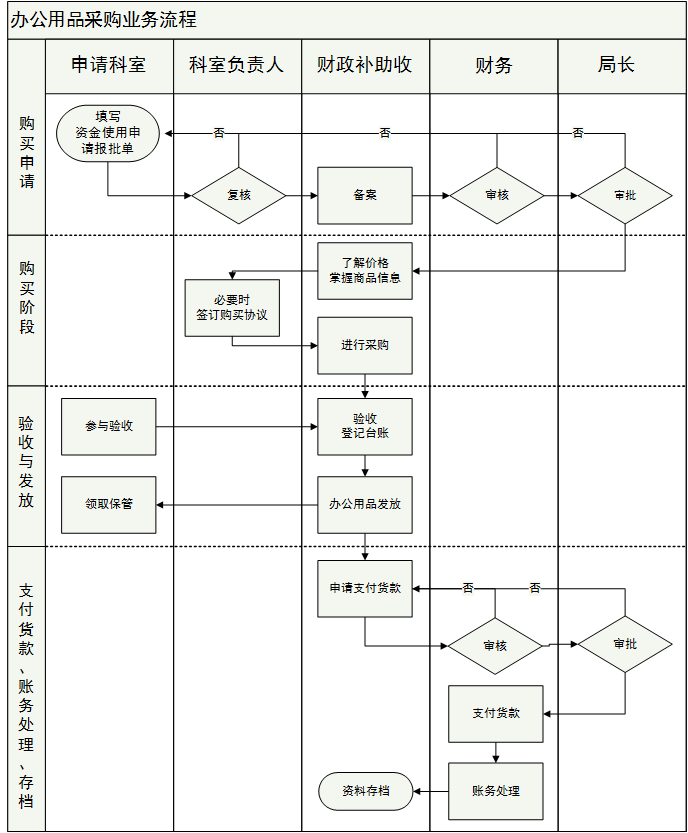 办公用品采购业务流程
申请科室
科室负责人
财政补助收
财务
局长
购买申请
填写
资金使用申
请报批单
否
否
否
复核
备案
审核
审批
购买阶段
了解价格
掌握商品信息
必要时
签订购买协议
进行采购
验收与发放
参与验收
验收
登记台账
领取保管
办公用品发放
支付货款、账务处理、存档
申请支付货款
否
否
审核
审批
支付货款
资料存档
账务处理